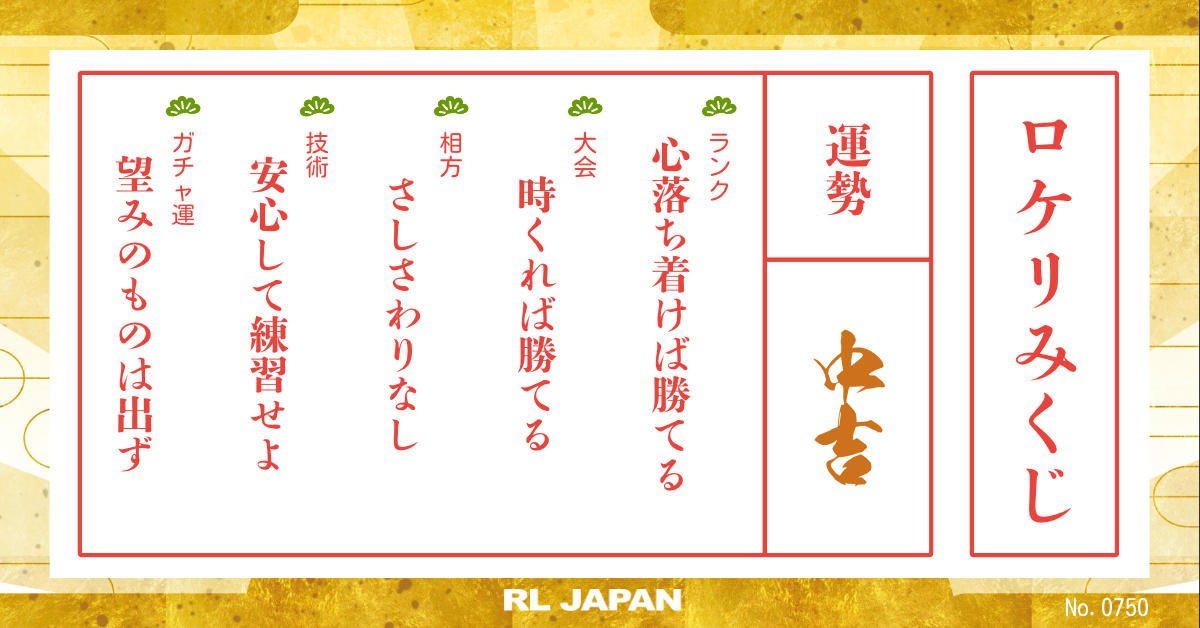 ロケリみくじ
運勢
中吉
ランク
心落ち着けば勝てる
大会
時くれば勝てる
相方
さしさわりなし
技術
安心して練習せよ
ガチャ運
望みのものは出ず
RL JAPAN
No. 0750